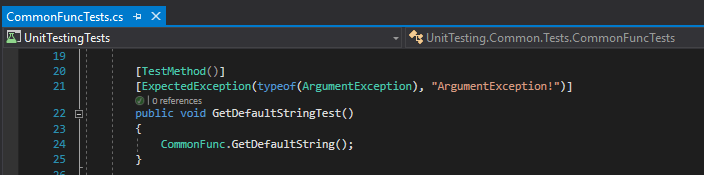 CommonFuncTests.cs
UnitTestingTests UnitTesting.Common.Tests.CommonFuncTests
19
20 [TestMethod()]
21 [ExpectedException(typeof(ArgumentException), "ArgumentException!")]
| 0 references
22 public void GetDefaultStringTest()
23 {
24 CommonFunc.GetDefaultString();
25 }